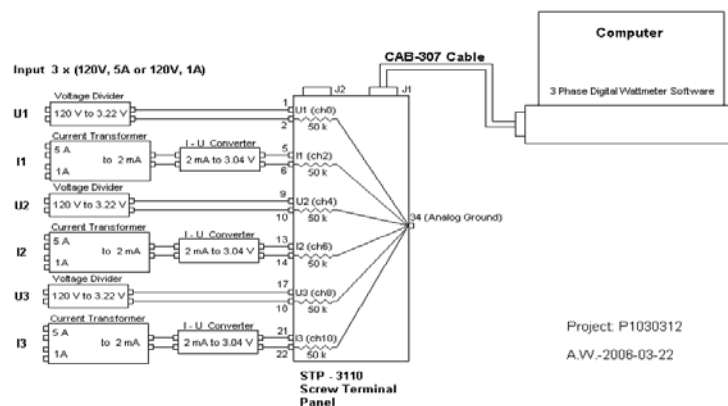 Input 3 x (120V, 5A or 120V, 1A)
CAB-307 Cable
Computer
3 Phase Digital Wattmeter Software
J2
J1
Voltage Divider
U1
120 V to 3.22 V
1
2
U1 (ch0)
50 k
Current Transformer
I1
5 A
to 2 mA
1A
I - U Converter
2 mA to 3.04 V
5
6
I1 (ch2)
50 k
Voltage Divider
U2
120 V to 3.22 V
9
10
U2 (ch4)
50 k
34 (Analog Ground)
Current Transformer
I2
5 A
to 2 mA
1A
I - U Converter
2 mA to 3.04 V
13
14
I2 (ch6)
50 k
Voltage Divider
U3
120 V to 3.22 V
17
18
U3 (ch8)
50 k
Current Transformer
I3
5 A
to 2 mA
1A
I - U Converter
2 mA to 3.04 V
21
22
I3 (ch10)
50 k
STP - 3110
Screw Terminal
Panel
Project: P1030312
A.W.-2006-03-22